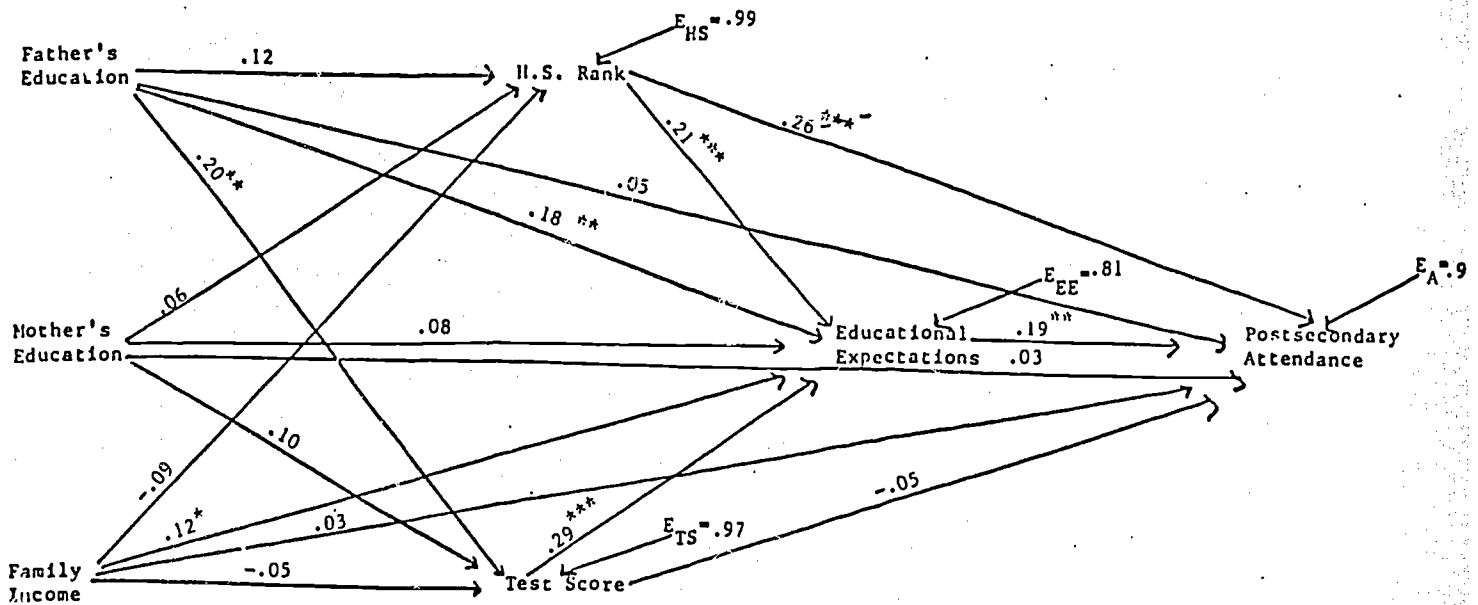 E_HS=.99
Father's
Education
.12
H.S. Rank
.26***
.21***
.20**
.05
.18 **
E_EE=.81
E_A=.9
.06
Mother's
Education
.08
Educational
Expectations
.19**
.03
Postsecondary
Attendance
.10
-.09
-.05
.29***
.12*
.03
E_TS=.97
-.05
Family
Income
Test Score